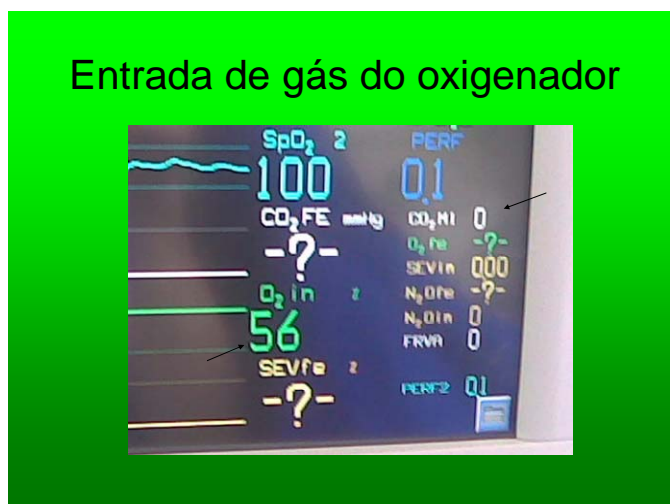 Entrada de gás do oxigenador
SpO₂ %
100
PERF
0,1
CO₂FE mmHg
-?-
CO₂MI 0
O₂fe -?-
SEVin 0,00
N₂Ofe -?-
N₂Oin 0
FRVA 0
O₂in %
56
SEVfe %
-?-
PERF2 0,1